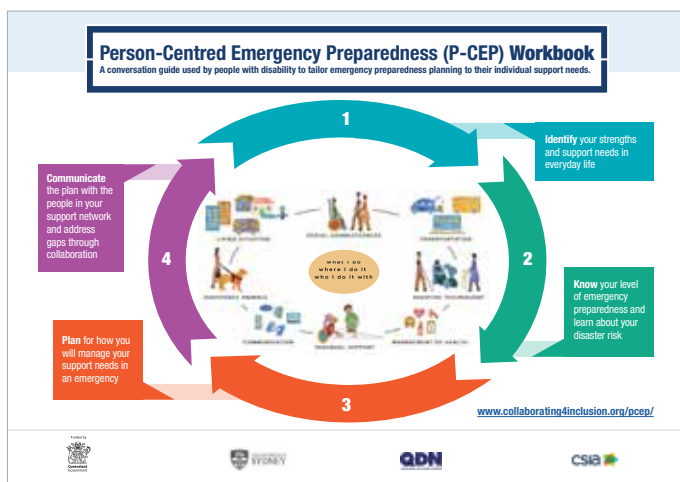 Person-Centred Emergency Preparedness (P-CEP) Workbook
A conversation guide used by people with disability to tailor emergency preparedness planning to their individual support needs.
1
Identify your strengths
and support needs in
everyday life
2
Know your level
of emergency
preparedness and
learn about your
disaster risk
3
Plan for how you
will manage your
support needs in
an emergency
4
Communicate
the plan with the
people in your
support network
and address
gaps through
collaboration
LIVING SITUATION
SOCIAL CONNECTEDNESS
TRANSPORTATION
ASSISTANCE ANIMALS
what I do
where I do it
who I do it with
ASSISTIVE TECHNOLOGY
COMMUNICATION
PERSONAL SUPPORT
MANAGEMENT OF HEALTH
www.collaborating4inclusion.org/pcep/
Funded by
Queensland
Government
SYDNEY
QDN
csia